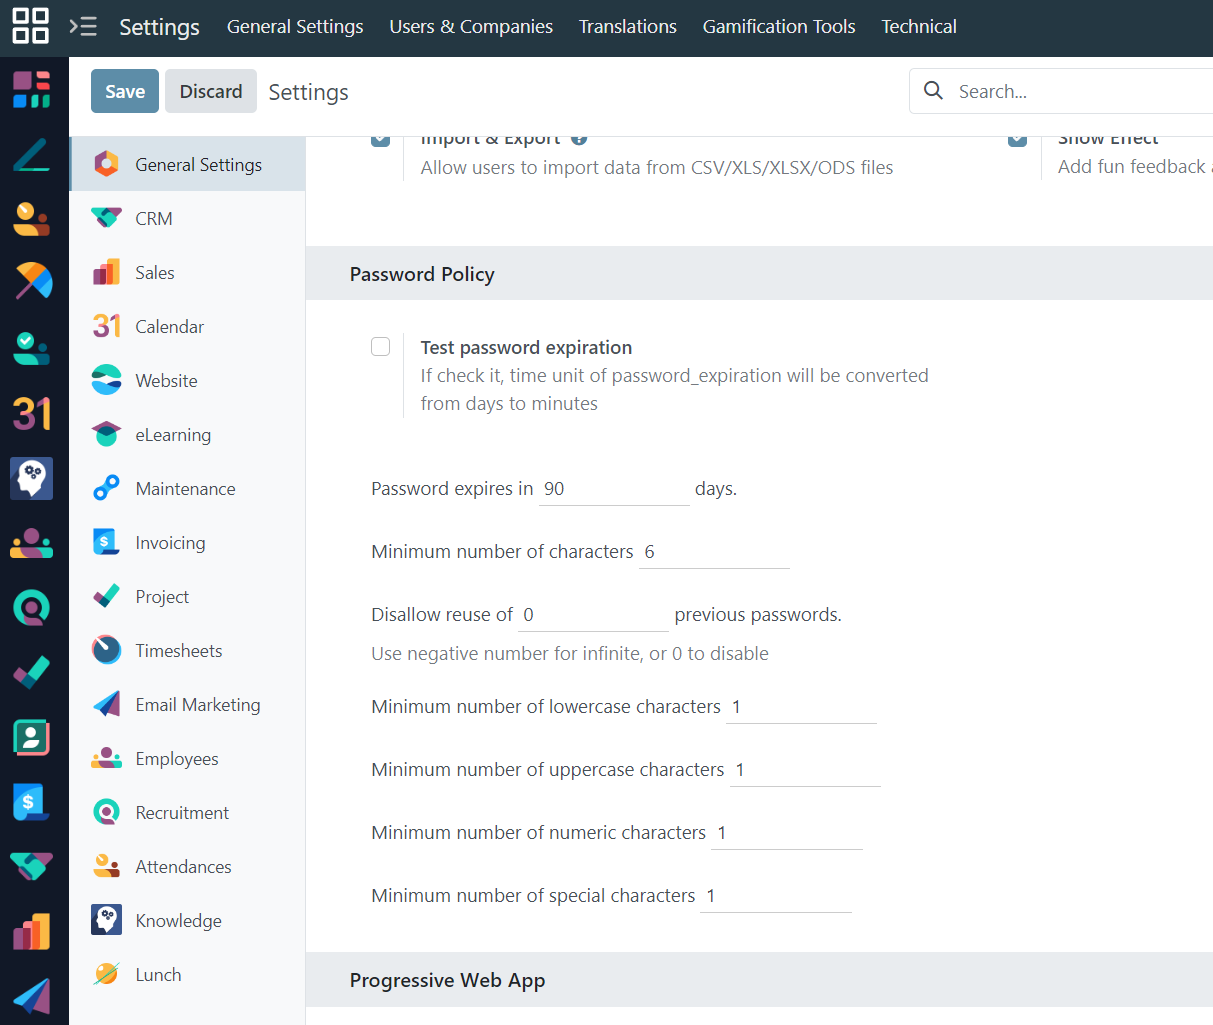 Settings General Settings Users & Companies Translations Gamification Tools Technical
Save Discard Settings Search...
Import & Export ? Show Effect
Allow users to import data from CSV/XLS/XLSX/ODS files Add fun feedback
General Settings
CRM
Sales
31 Calendar
Website
eLearning
Maintenance
$ Invoicing
Project
Timesheets
Email Marketing
Employees
Recruitment
Attendances
Knowledge
Lunch
31
$
Password Policy
Test password expiration
If check it, time unit of password_expiration will be converted
from days to minutes
Password expires in 90 days.
Minimum number of characters 6
Disallow reuse of 0 previous passwords.
Use negative number for infinite, or 0 to disable
Minimum number of lowercase characters 1
Minimum number of uppercase characters 1
Minimum number of numeric characters 1
Minimum number of special characters 1
Progressive Web App